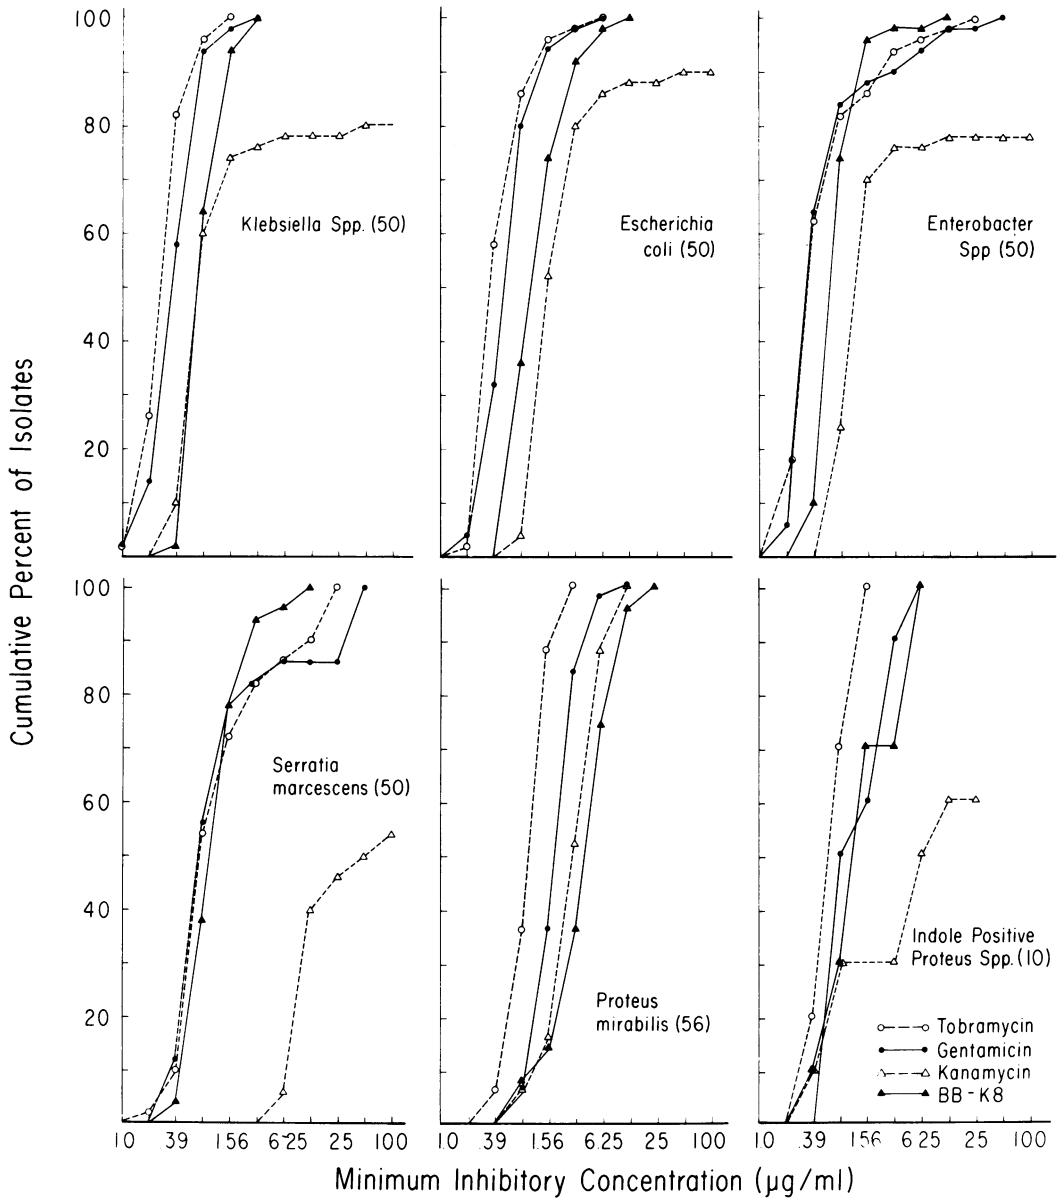 100
80
60
40
20
Klebsiella Spp. (50)
Escherichia
coli (50)
Enterobacter
Spp (50)
Cumulative Percent of Isolates
100
80
60
40
20
Serratia
marcescens (50)
Proteus
mirabilis (56)
Indole Positive
Proteus Spp. (10)
Tobramycin
Gentamicin
Kanamycin
BB-K8
10 .39 156 6-25 25 100
1.0 .39 1.56 6.25 25 100
1.0 .39 1.56 6.25 25 100
Minimum Inhibitory Concentration (µg/ml)